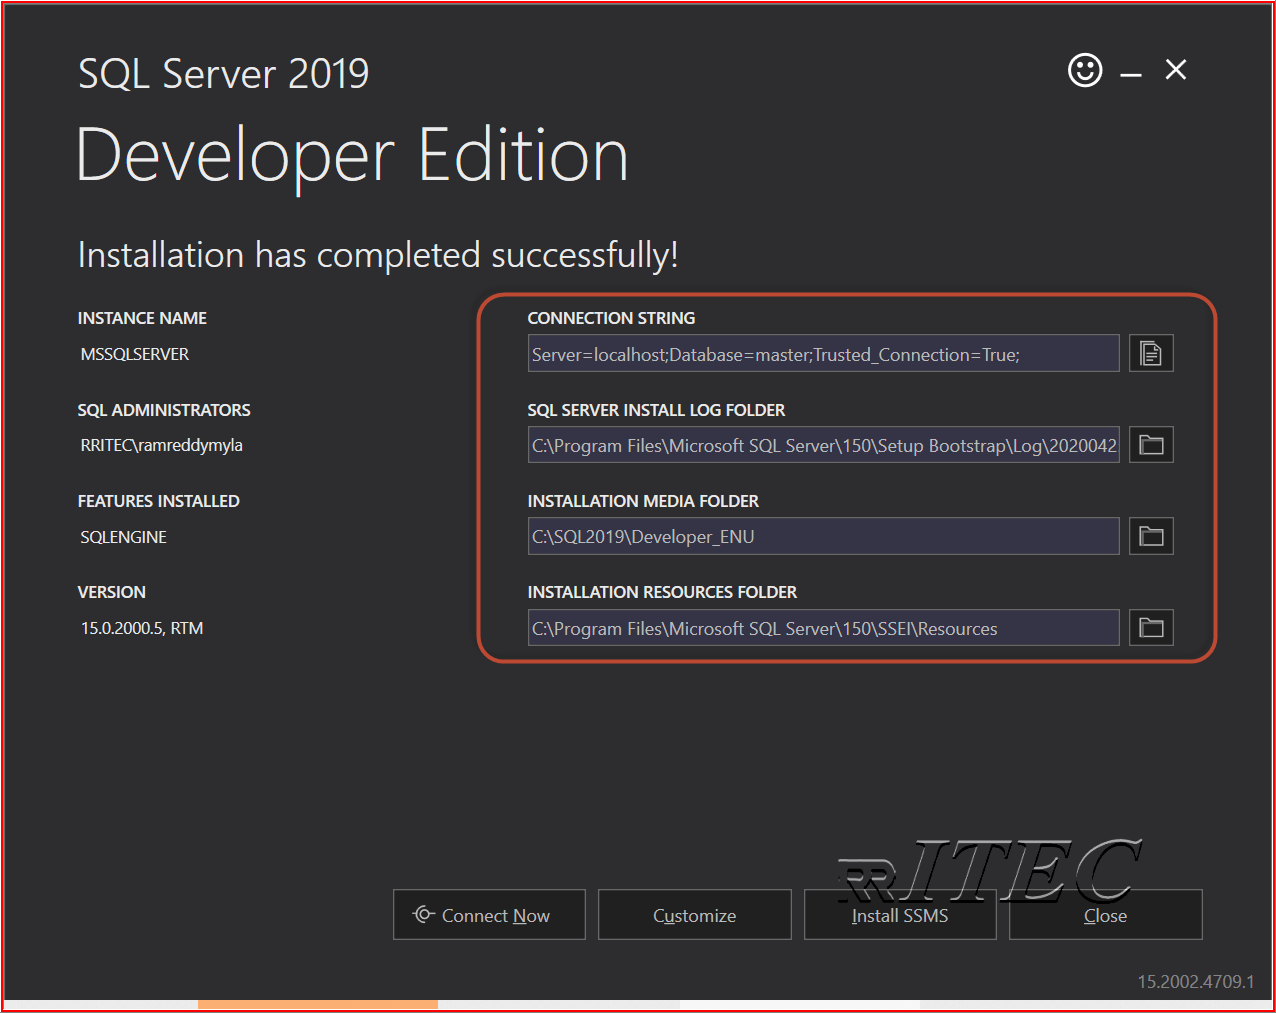 SQL Server 2019
Developer Edition
Installation has completed successfully!
INSTANCE NAME
MSSQLSERVER
SQL ADMINISTRATORS
RRITEC\ramreddymyla
FEATURES INSTALLED
SQLENGINE
VERSION
15.0.2000.5, RTM
CONNECTION STRING
Server=localhost;Database=master;Trusted_Connection=True;
SQL SERVER INSTALL LOG FOLDER
C:\Program Files\Microsoft SQL Server\150\Setup Bootstrap\Log\2020042
INSTALLATION MEDIA FOLDER
C:\SQL2019\Developer_ENU
INSTALLATION RESOURCES FOLDER
C:\Program Files\Microsoft SQL Server\150\SSEI\Resources
RRITEC
Connect Now
Customize
Install SSMS
Close
15.2002.4709.1